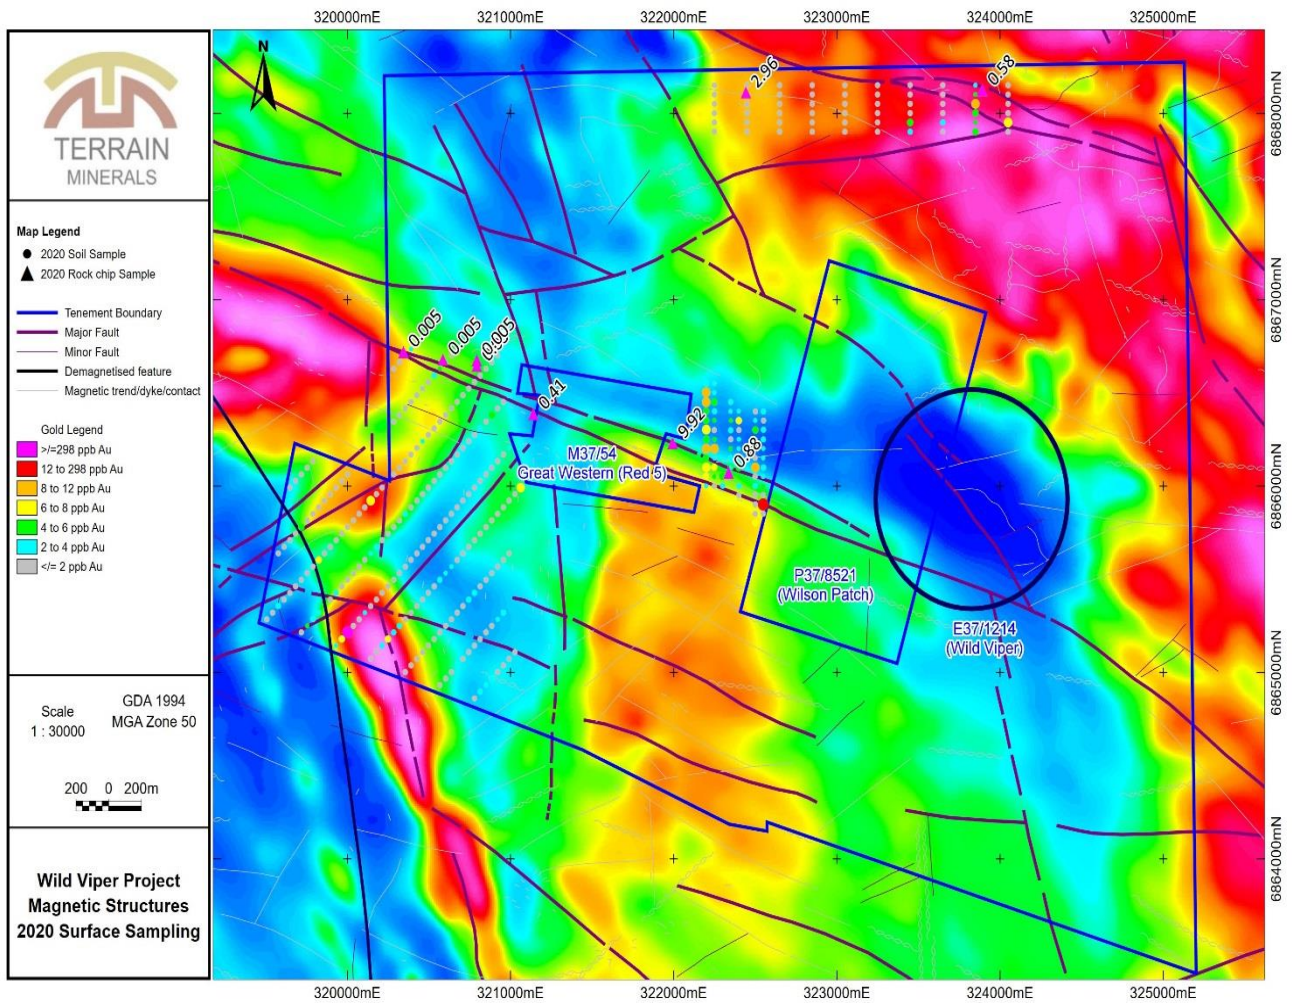 320000mE 321000mE 322000mE 323000mE 324000mE 325000mE
TERRAIN
MINERALS
Map Legend
2020 Soil Sample
2020 Rock chip Sample
Tenement Boundary
Major Fault
Minor Fault
Demagnetised feature
Magnetic trend/dyke/contact
Gold Legend
>/=298 ppb Au
12 to 298 ppb Au
8 to 12 ppb Au
6 to 8 ppb Au
4 to 6 ppb Au
2 to 4 ppb Au
</= 2 ppb Au
Scale
1 : 30000
GDA 1994
MGA Zone 50
200 0 200m
Wild Viper Project
Magnetic Structures
2020 Surface Sampling
N
2.96
0.58
0.005
0.005
0.005
0.41
9.92
0.88
M37/54
Great Western (Red 5)
P37/8521
(Wilson Patch)
E37/1214
(Wild Viper)
6868000mN
6867000mN
6866000mN
6865000mN
6864000mN
320000mE 321000mE 322000mE 323000mE 324000mE 325000mE